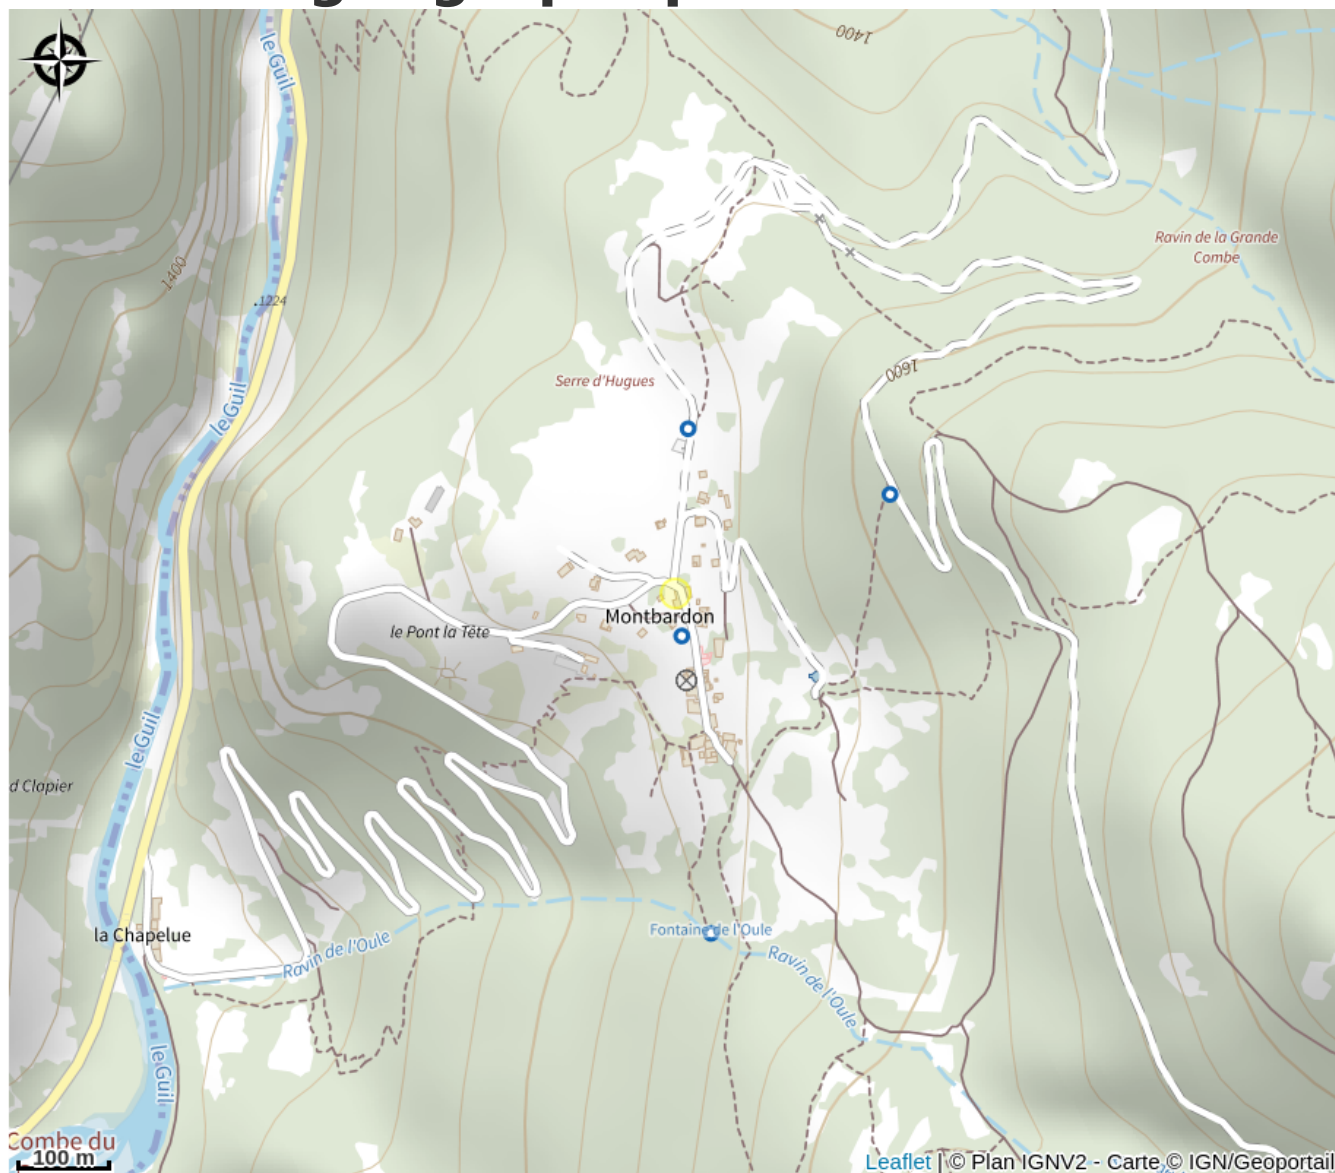 le Guil
1400
1400
Ravin de la Grande
Combe
1224
1600
Serre d'Hugues
le Guil
Montbardon
le Pont la Tête
le Guil
d Clapier
la Chapelue
Ravin de l'Oule
Fontaine de l'Oule
Ravin de l'Oule
le Guil
Combe du
100 m
Leaflet | © Plan IGNV2 - Carte © IGN/Geoportail